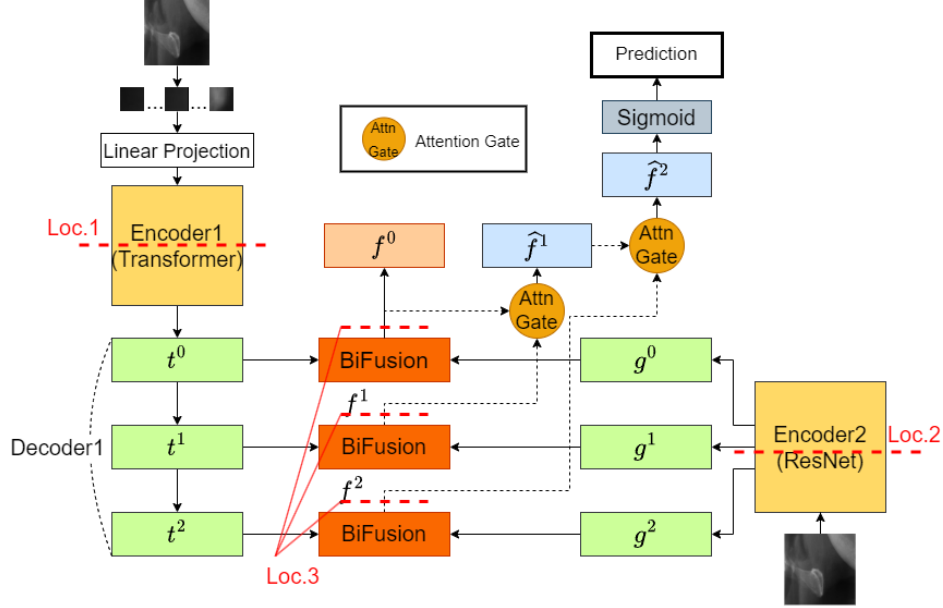 Prediction
Sigmoid
Attn
Gate
Attention Gate
Linear Projection
f̂²
Loc.1
Encoder1
(Transformer)
f⁰
f̂¹
Attn
Gate
Attn
Gate
t⁰
BiFusion
g⁰
f¹
Decoder1
t¹
BiFusion
g¹
Encoder2
(ResNet)
Loc.2
f²
t²
BiFusion
g²
Loc.3